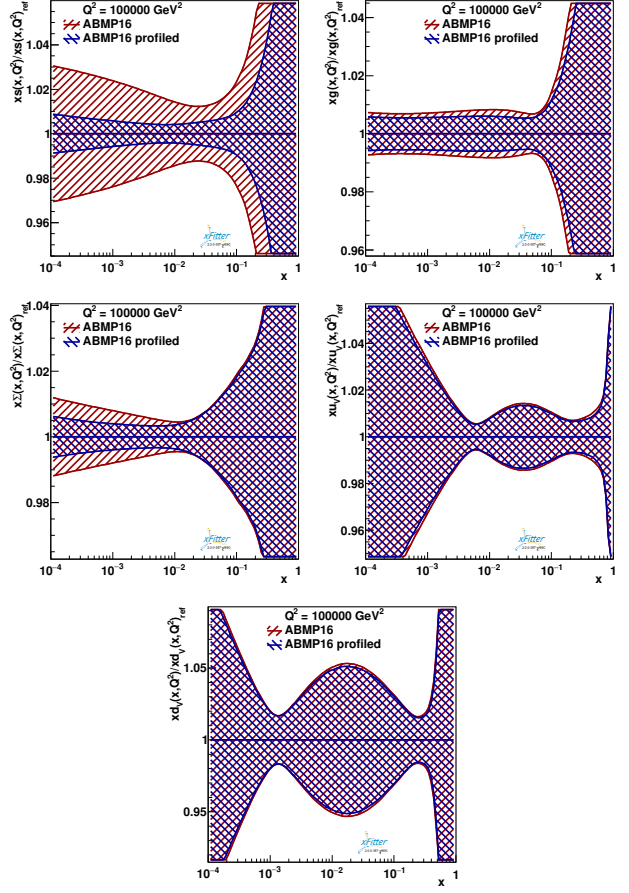 Q² = 100000 GeV²
ABMP16
ABMP16 profiled
xs(x,Q²)/xs(x,Q²)ref
1.04
1.02
1
0.98
0.96
10⁻⁴ 10⁻³ 10⁻² 10⁻¹ 1
x
xFitter
Q² = 100000 GeV²
ABMP16
ABMP16 profiled
xg(x,Q²)/xg(x,Q²)ref
1.04
1.02
1
0.98
0.96
10⁻⁴ 10⁻³ 10⁻² 10⁻¹ 1
x
xFitter
Q² = 100000 GeV²
ABMP16
ABMP16 profiled
xΣ(x,Q²)/xΣ(x,Q²)ref
1.04
1.02
1
0.98
10⁻⁴ 10⁻³ 10⁻² 10⁻¹ 1
x
xFitter
Q² = 100000 GeV²
ABMP16
ABMP16 profiled
xuV(x,Q²)/xuV(x,Q²)ref
1.04
1.02
1
0.98
0.96
10⁻⁴ 10⁻³ 10⁻² 10⁻¹ 1
x
xFitter
Q² = 100000 GeV²
ABMP16
ABMP16 profiled
xdV(x,Q²)/xdV(x,Q²)ref
1.05
1
0.95
10⁻⁴ 10⁻³ 10⁻² 10⁻¹ 1
x
xFitter